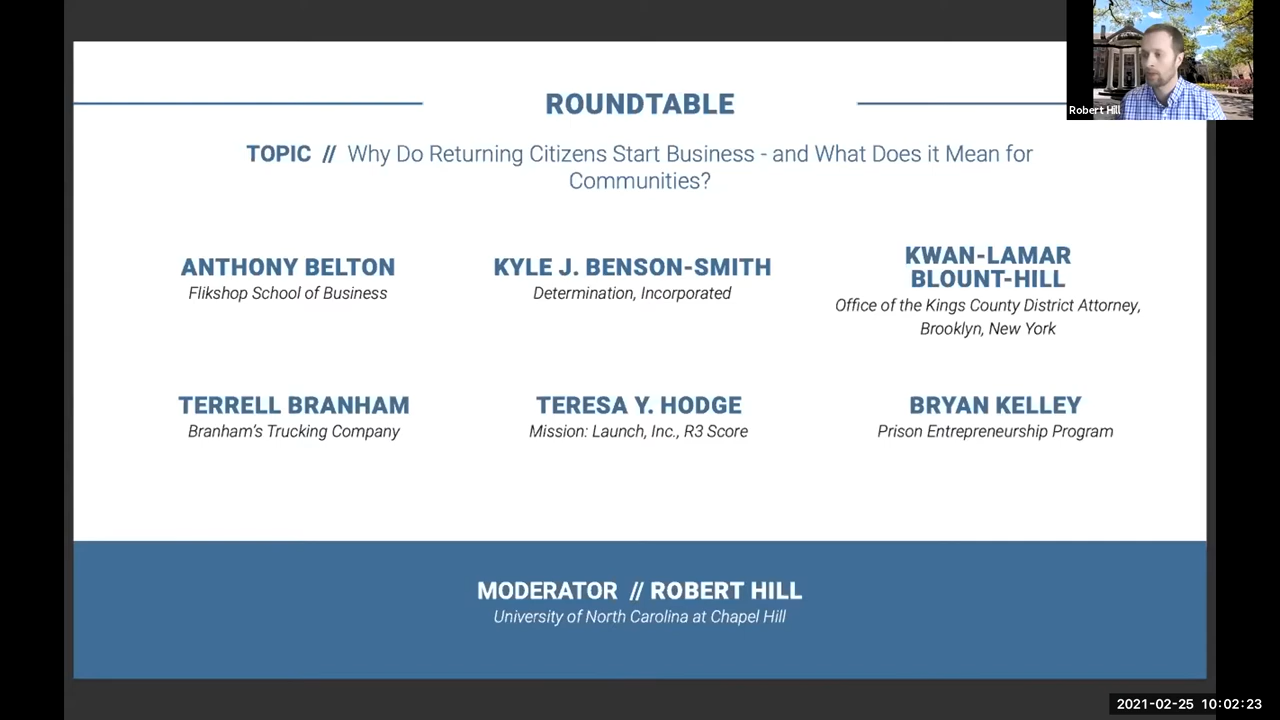 ROUNDTABLE
TOPIC // Why Do Returning Citizens Start Business - and What Does it Mean for
Communities?
ANTHONY BELTON
Flikshop School of Business
KYLE J. BENSON-SMITH
Determination, Incorporated
KWAN-LAMAR
BLOUNT-HILL
Office of the Kings County District Attorney,
Brooklyn, New York
TERRELL BRANHAM
Branham's Trucking Company
TERESA Y. HODGE
Mission: Launch, Inc., R3 Score
BRYAN KELLEY
Prison Entrepreneurship Program
MODERATOR // ROBERT HILL
University of North Carolina at Chapel Hill
Robert Hill
2021-02-25 10:02:23